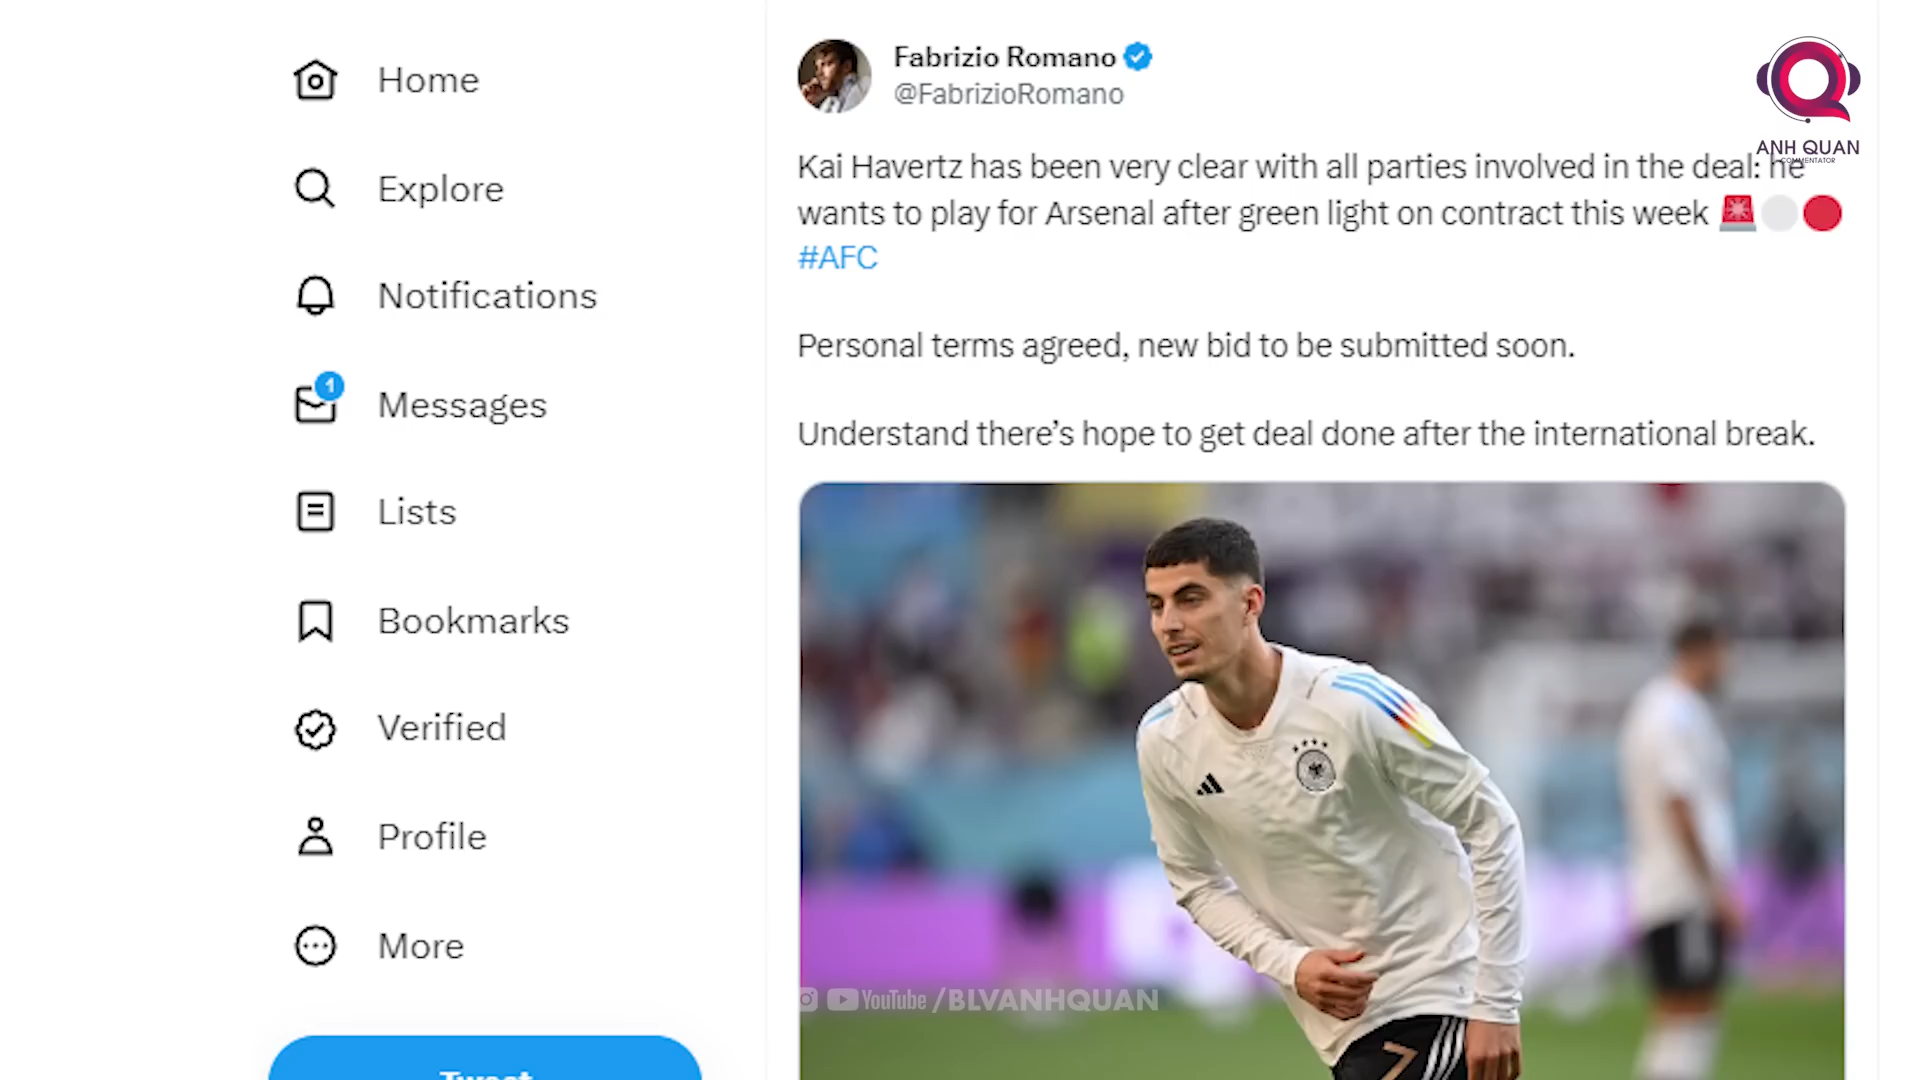 Home
Explore
Notifications
1
Messages
Lists
Bookmarks
Verified
Profile
More
Tweet
Fabrizio Romano
@FabrizioRomano
Kai Havertz has been very clear with all parties involved in the deal: he
wants to play for Arsenal after green light on contract this week 🚨⚪🔴
#AFC
Personal terms agreed, new bid to be submitted soon.
Understand there’s hope to get deal done after the international break.
ANH QUAN
COMMENTATOR
7
YouTube /BLVANHQUAN